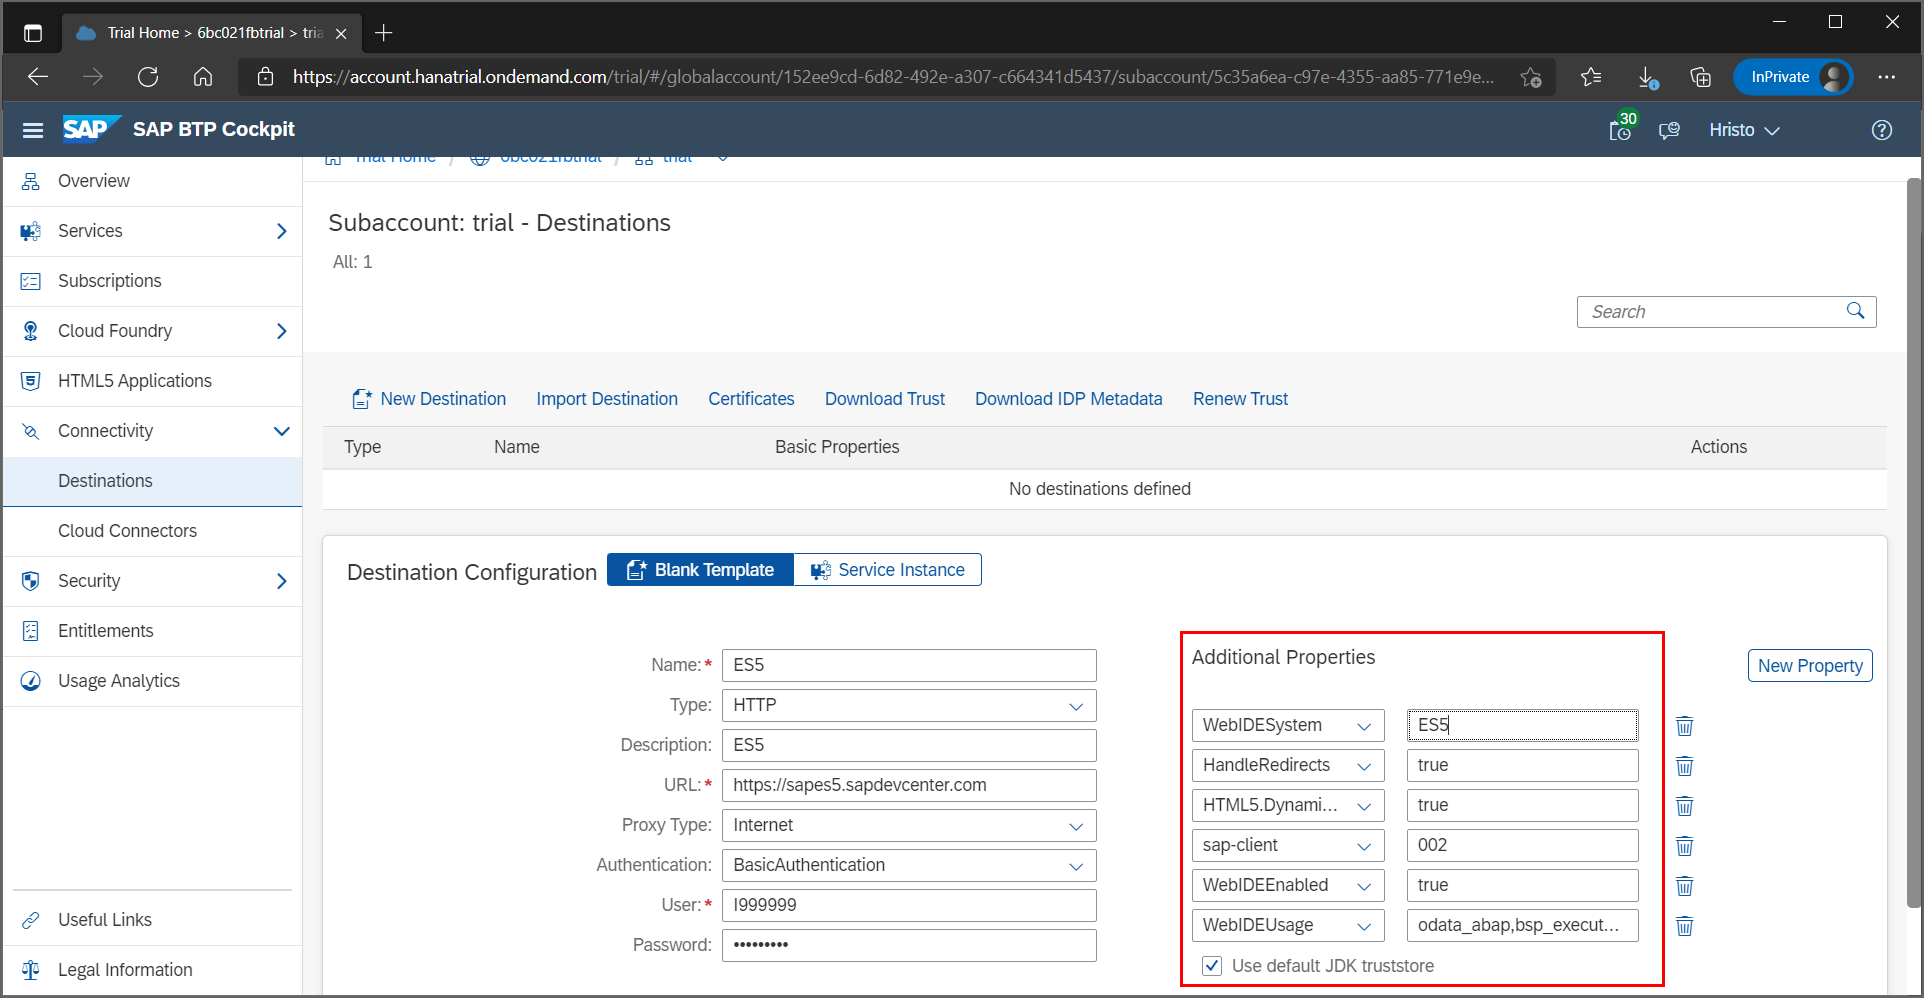 Trial Home > 6bc021fbtrial > tria
https://account.hanatrial.ondemand.com/trial/#/globalaccount/152ee9cd-6d82-492e-a307-c664341d5437/subaccount/5c35a6ea-c97e-4355-aa85-771e9e...
InPrivate
SAP SAP BTP Cockpit
30
Hristo
Trial Home / 6bc021fbtrial / trial
Overview
Services
Subscriptions
Cloud Foundry
HTML5 Applications
Connectivity
Destinations
Cloud Connectors
Security
Entitlements
Usage Analytics
Useful Links
Legal Information
Subaccount: trial - Destinations
All: 1
Search
New Destination Import Destination Certificates Download Trust Download IDP Metadata Renew Trust
Type Name Basic Properties Actions
No destinations defined
Destination Configuration Blank Template Service Instance
Name:* ES5
Type: HTTP
Description: ES5
URL:* https://sapes5.sapdevcenter.com
Proxy Type: Internet
Authentication: BasicAuthentication
User:* I999999
Password: •••••••••
Additional Properties
New Property
WebIDESystem ES5
HandleRedirects true
HTML5.Dynami... true
sap-client 002
WebIDEEnabled true
WebIDEUsage odata_abap,bsp_execut...
Use default JDK truststore